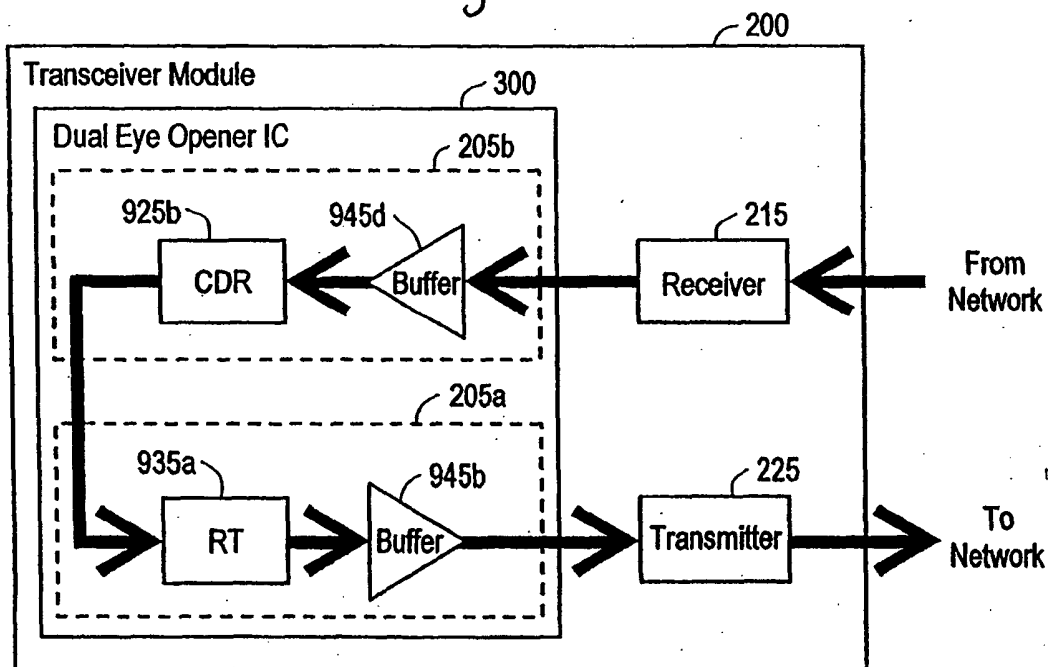 200
Transceiver Module
300
Dual Eye Opener IC
205b
925b
945d
215
CDR
Buffer
Receiver
From
Network
205a
935a
945b
225
RT
Buffer
Transmitter
To
Network